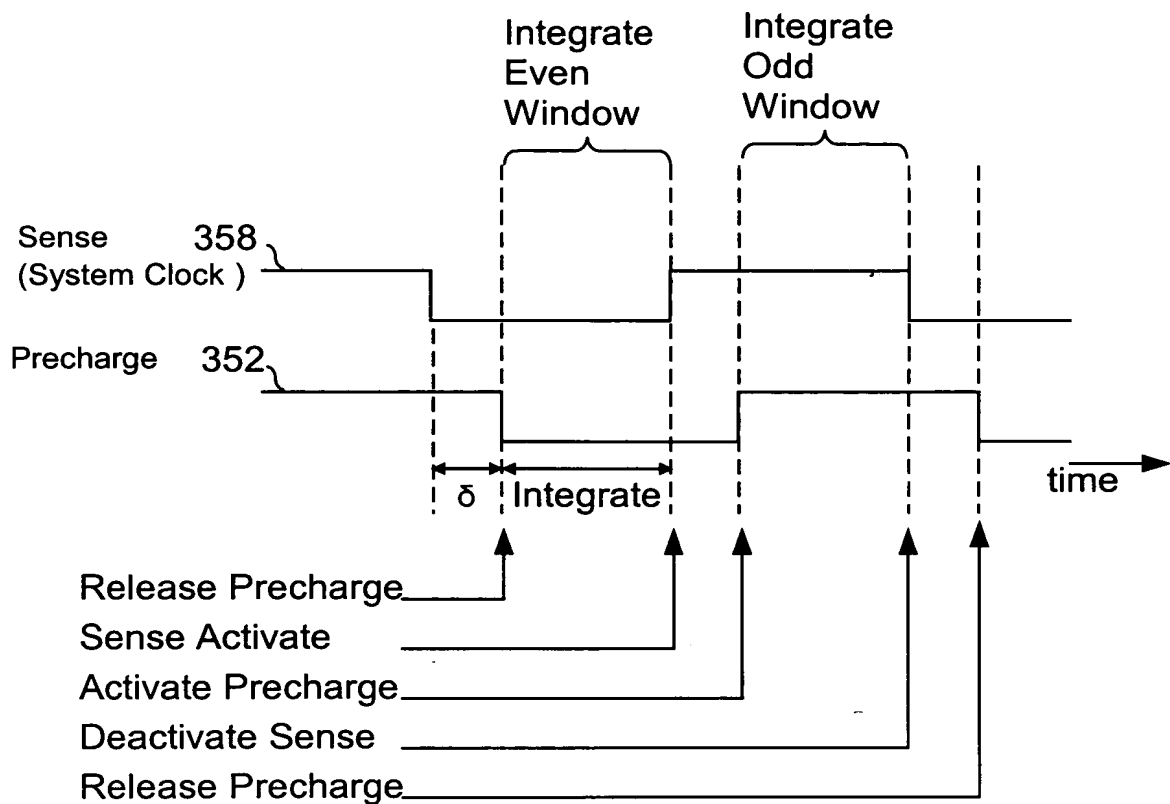 Integrate
Even
Window
Integrate
Odd
Window
Sense 358
(System Clock )
Precharge 352
δ Integrate
time
Release Precharge
Sense Activate
Activate Precharge
Deactivate Sense
Release Precharge